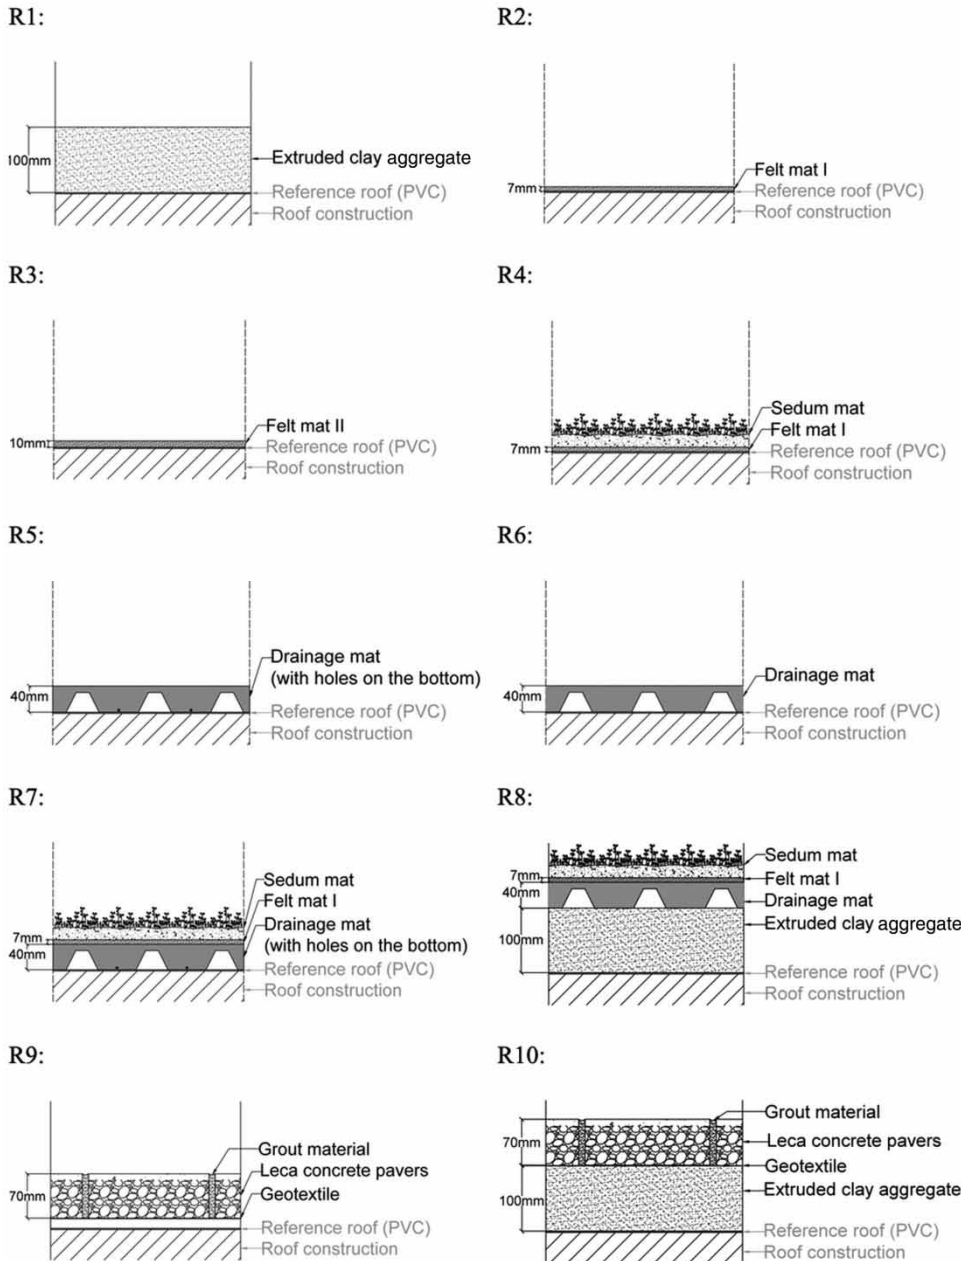 R1:
100mm
Extruded clay aggregate
Reference roof (PVC)
Roof construction
R2:
7mm
Felt mat I
Reference roof (PVC)
Roof construction
R3:
10mm
Felt mat II
Reference roof (PVC)
Roof construction
R4:
7mm
Sedum mat
Felt mat I
Reference roof (PVC)
Roof construction
R5:
40mm
Drainage mat
(with holes on the bottom)
Reference roof (PVC)
Roof construction
R6:
40mm
Drainage mat
Reference roof (PVC)
Roof construction
R7:
7mm
40mm
Sedum mat
Felt mat I
Drainage mat
(with holes on the bottom)
Reference roof (PVC)
Roof construction
R8:
7mm
40mm
100mm
Sedum mat
Felt mat I
Drainage mat
Extruded clay aggregate
Reference roof (PVC)
Roof construction
R9:
70mm
Grout material
Leca concrete pavers
Geotextile
Reference roof (PVC)
Roof construction
R10:
70mm
100mm
Grout material
Leca concrete pavers
Geotextile
Extruded clay aggregate
Reference roof (PVC)
Roof construction